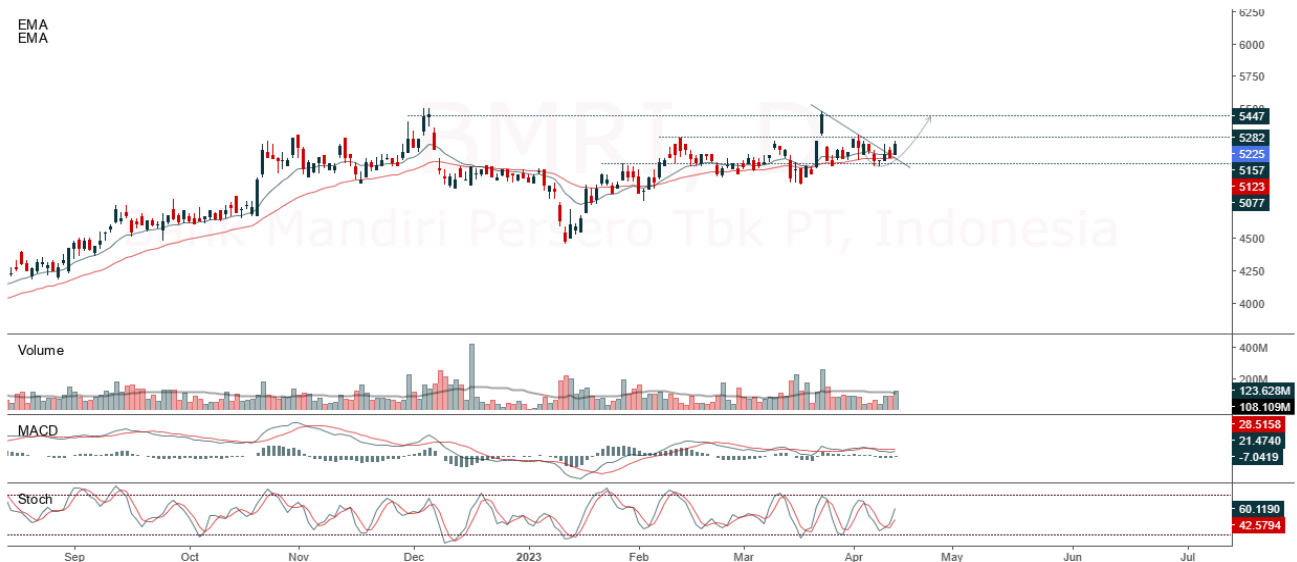 EMA
EMA
BMRI, D
Bank Mandiri Persero Tbk PT, Indonesia
6250
6000
5750
5500
5447
5282
5225
5157
5123
5077
4500
4250
4000
Volume
400M
200M
123.628M
108.109M
MACD
28.5158
21.4740
-7.0419
Stoch
60.1190
42.5794
Sep Oct Nov Dec 2023 Feb Mar Apr May Jun Jul